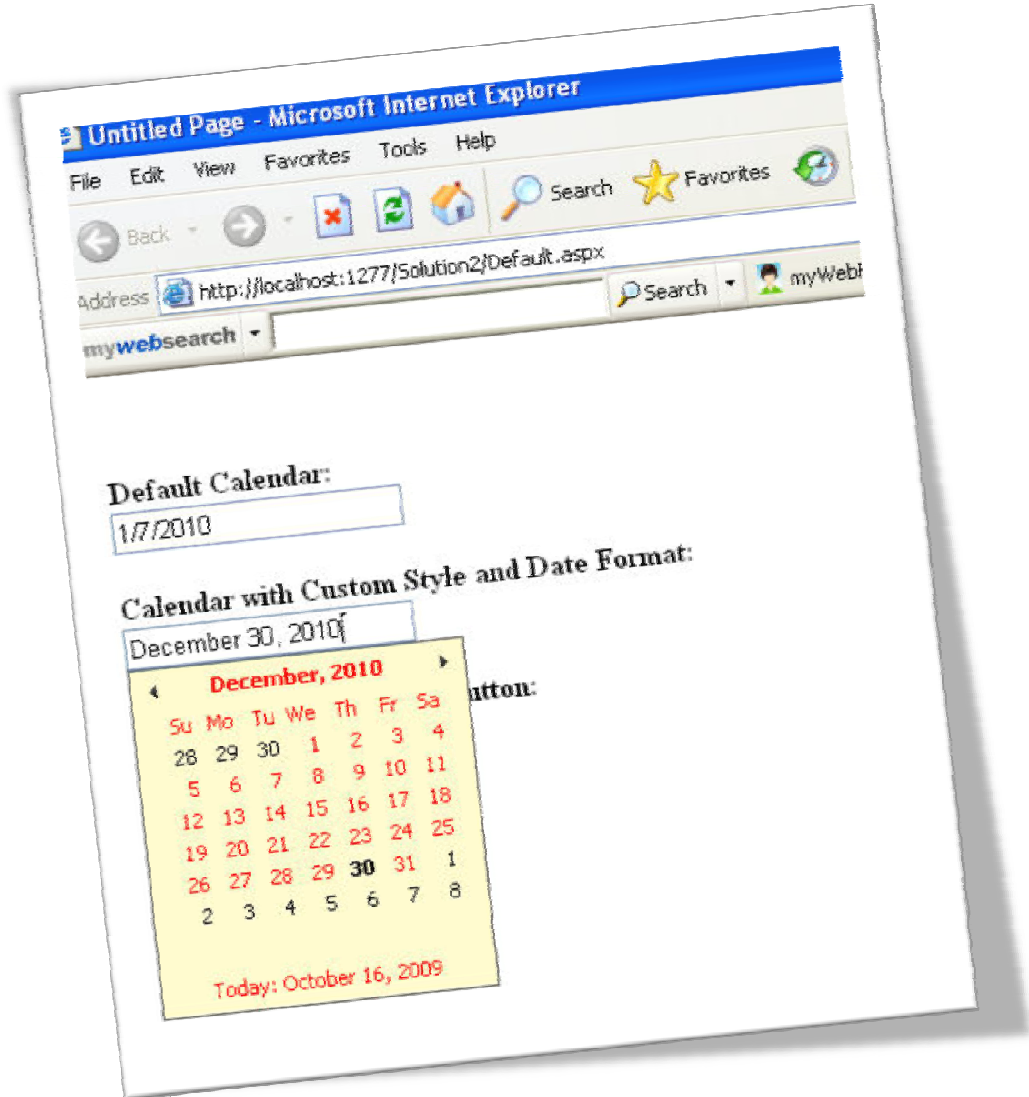 Untitled Page - Microsoft Internet Explorer
File Edit View Favorites Tools Help
Back Search Favorites
Address http://localhost:1277/Solution2/Default.aspx
mywebsearch Search
Default Calendar:
1/7/2010
Calendar with Custom Style and Date Format:
December 30, 2010
December, 2010
Su Mo Tu We Th Fr Sa
28 29 30 1 2 3 4
5 6 7 8 9 10 11
12 13 14 15 16 17 18
19 20 21 22 23 24 25
26 27 28 29 30 31 1
2 3 4 5 6 7 8
Today: October 16, 2009